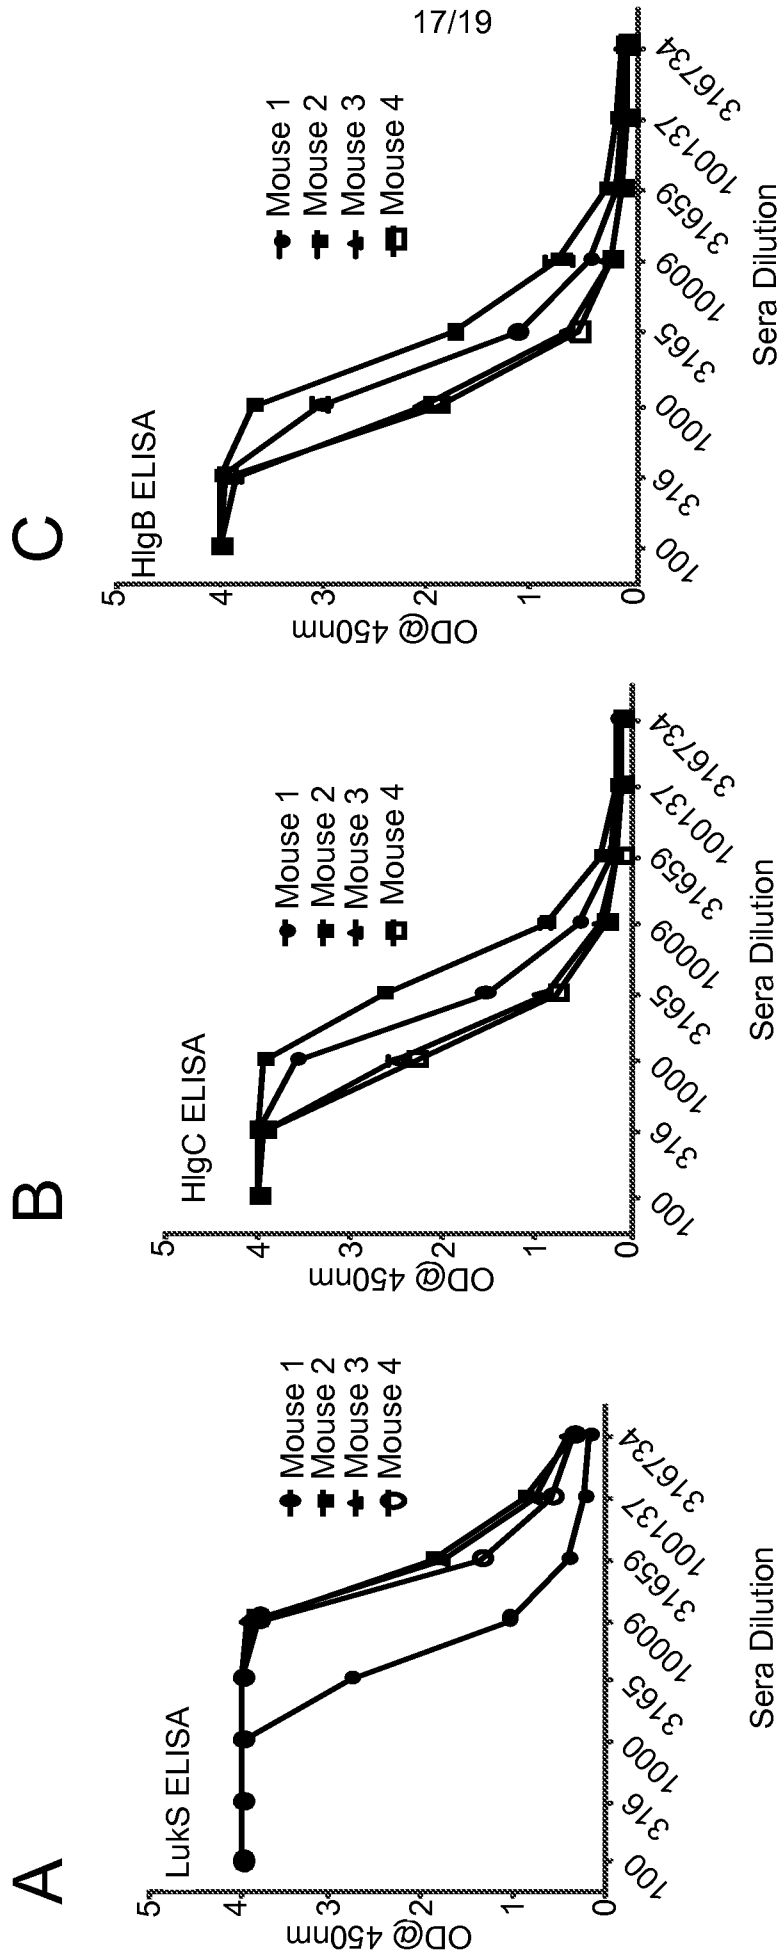 17/19
A
LukS ELISA
Mouse 1
Mouse 2
Mouse 3
Mouse 4
OD@ 450nm
5
4
3
2
1
0
100
316
1000
3165
10009
31659
100137
316734
Sera Dilution
B
HlgC ELISA
Mouse 1
Mouse 2
Mouse 3
Mouse 4
OD@ 450nm
5
4
3
2
1
0
100
316
1000
3165
10009
31659
100137
316734
Sera Dilution
C
HlgB ELISA
Mouse 1
Mouse 2
Mouse 3
Mouse 4
OD@ 450nm
5
4
3
2
1
0
100
316
1000
3165
10009
31659
100137
316734
Sera Dilution